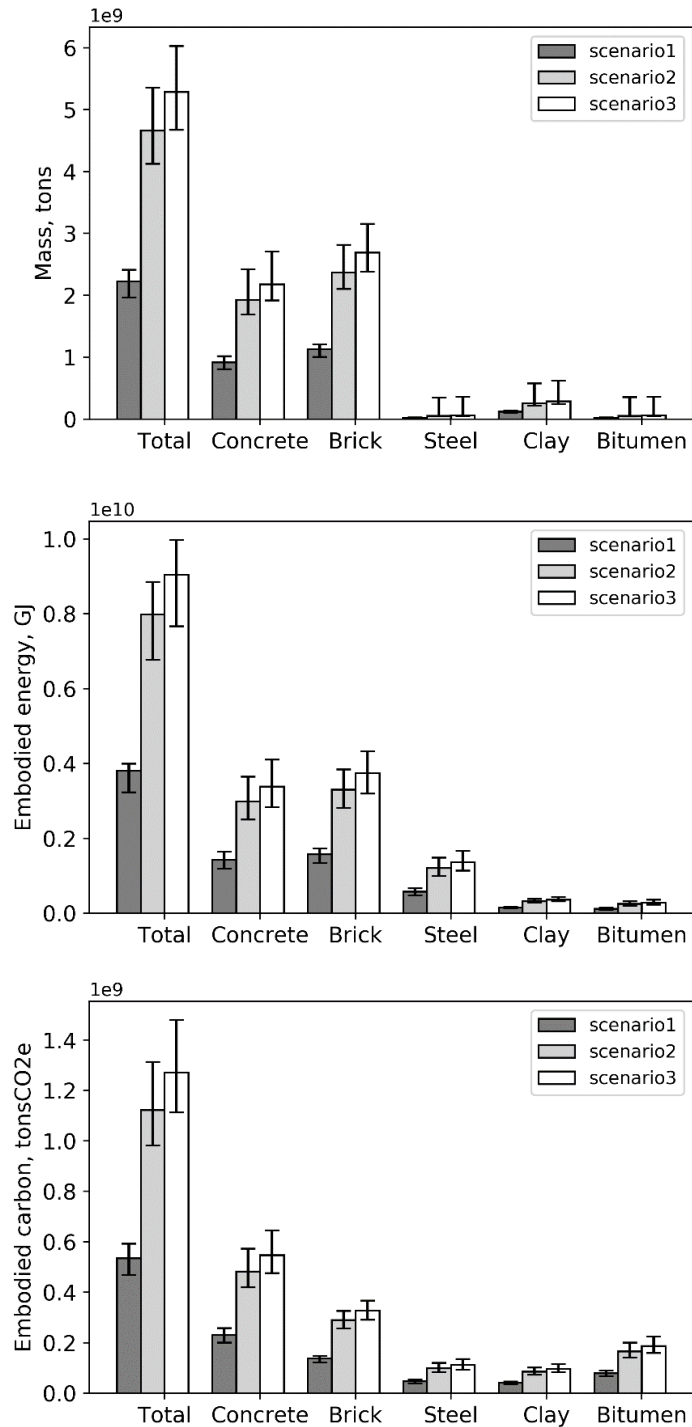 1e9
Mass, tons
6
5
4
3
2
1
0
scenario1
scenario2
scenario3
Total Concrete Brick Steel Clay Bitumen
1e10
Embodied energy, GJ
1.0
0.8
0.6
0.4
0.2
0.0
scenario1
scenario2
scenario3
Total Concrete Brick Steel Clay Bitumen
1e9
Embodied carbon, tonsCO2e
1.4
1.2
1.0
0.8
0.6
0.4
0.2
0.0
scenario1
scenario2
scenario3
Total Concrete Brick Steel Clay Bitumen